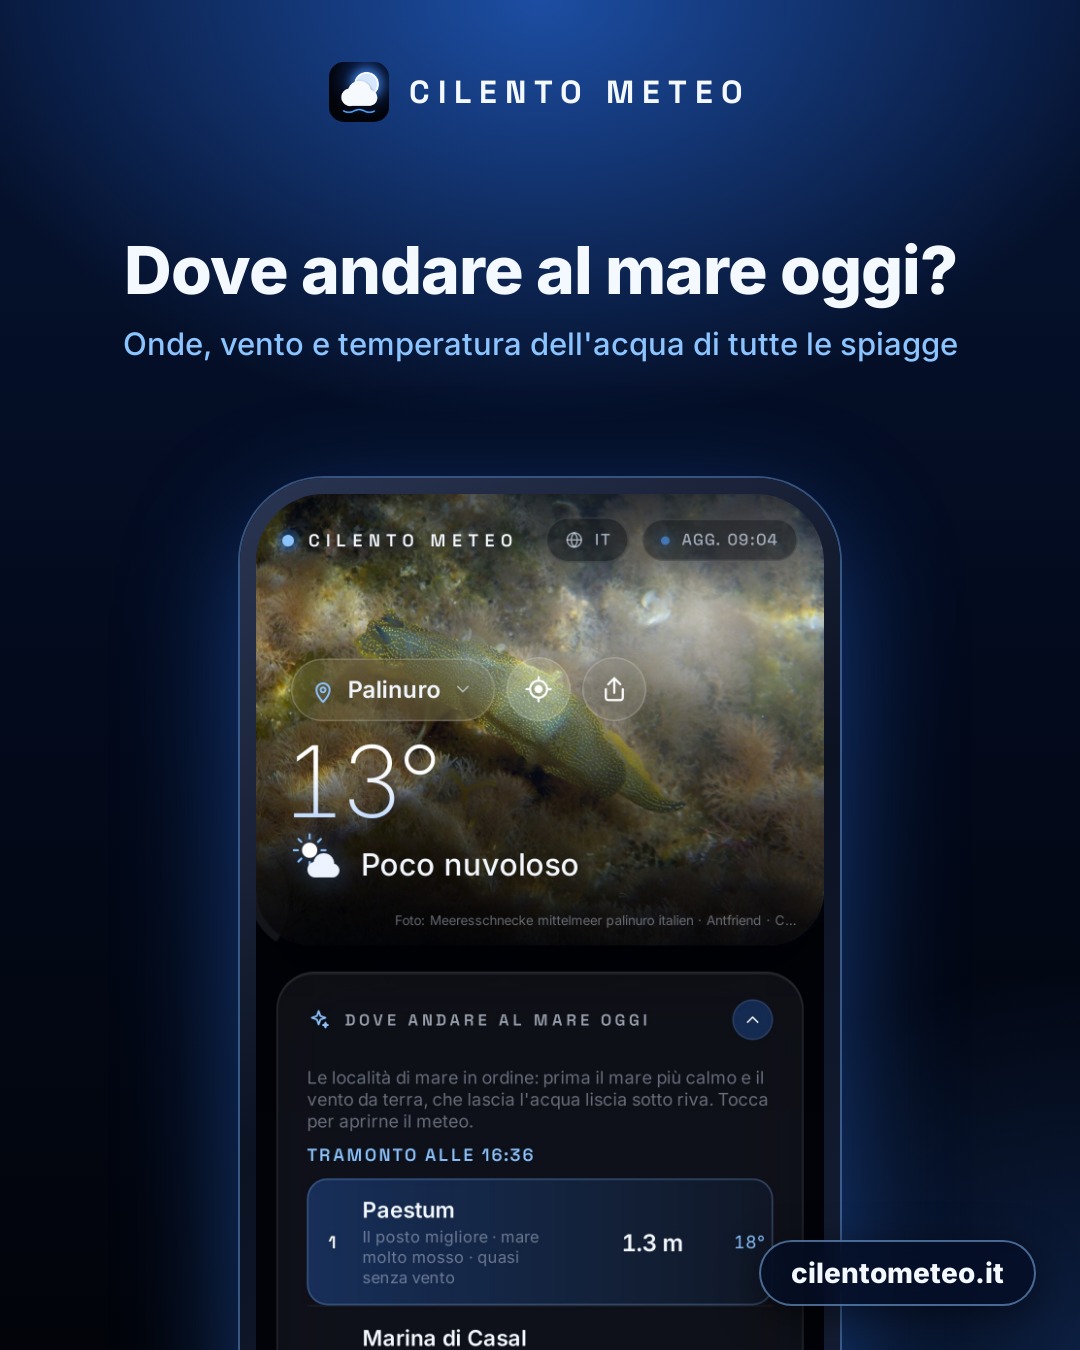 CILENTO METEO
Dove andare al mare oggi?
Onde, vento e temperatura dell'acqua di tutte le spiagge
CILENTO METEO
IT
AGG. 09:04
Palinuro
13°
Poco nuvoloso
Foto: Meeresschnecke mittelmeer palinuro italien · Antfriend · C...
DOVE ANDARE AL MARE OGGI
Le località di mare in ordine: prima il mare più calmo e il
vento da terra, che lascia l'acqua liscia sotto riva. Tocca
per aprirne il meteo.
TRAMONTO ALLE 16:36
1
Paestum
Il posto migliore · mare
molto mosso · quasi
senza vento
1.3 m
18°
cilentometeo.it
Marina di Casal